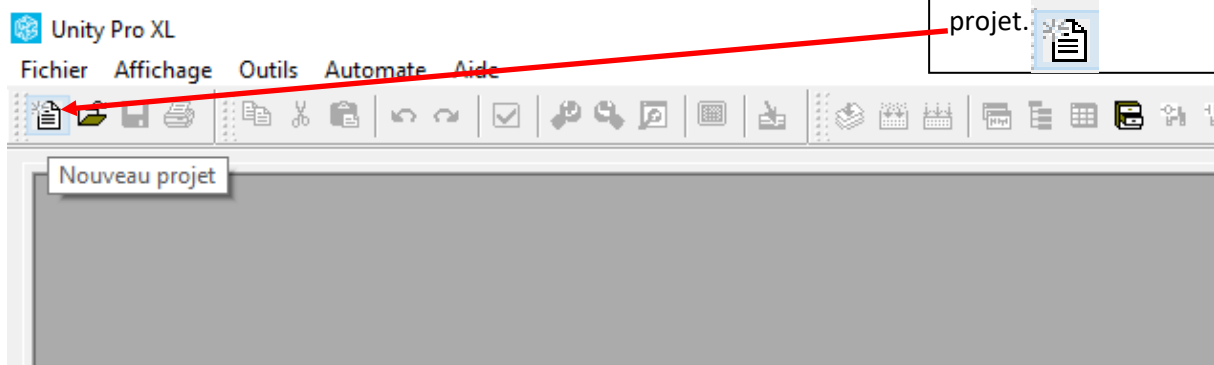 projet.
Unity Pro XL
Fichier Affichage Outils Automate Aide
Nouveau projet